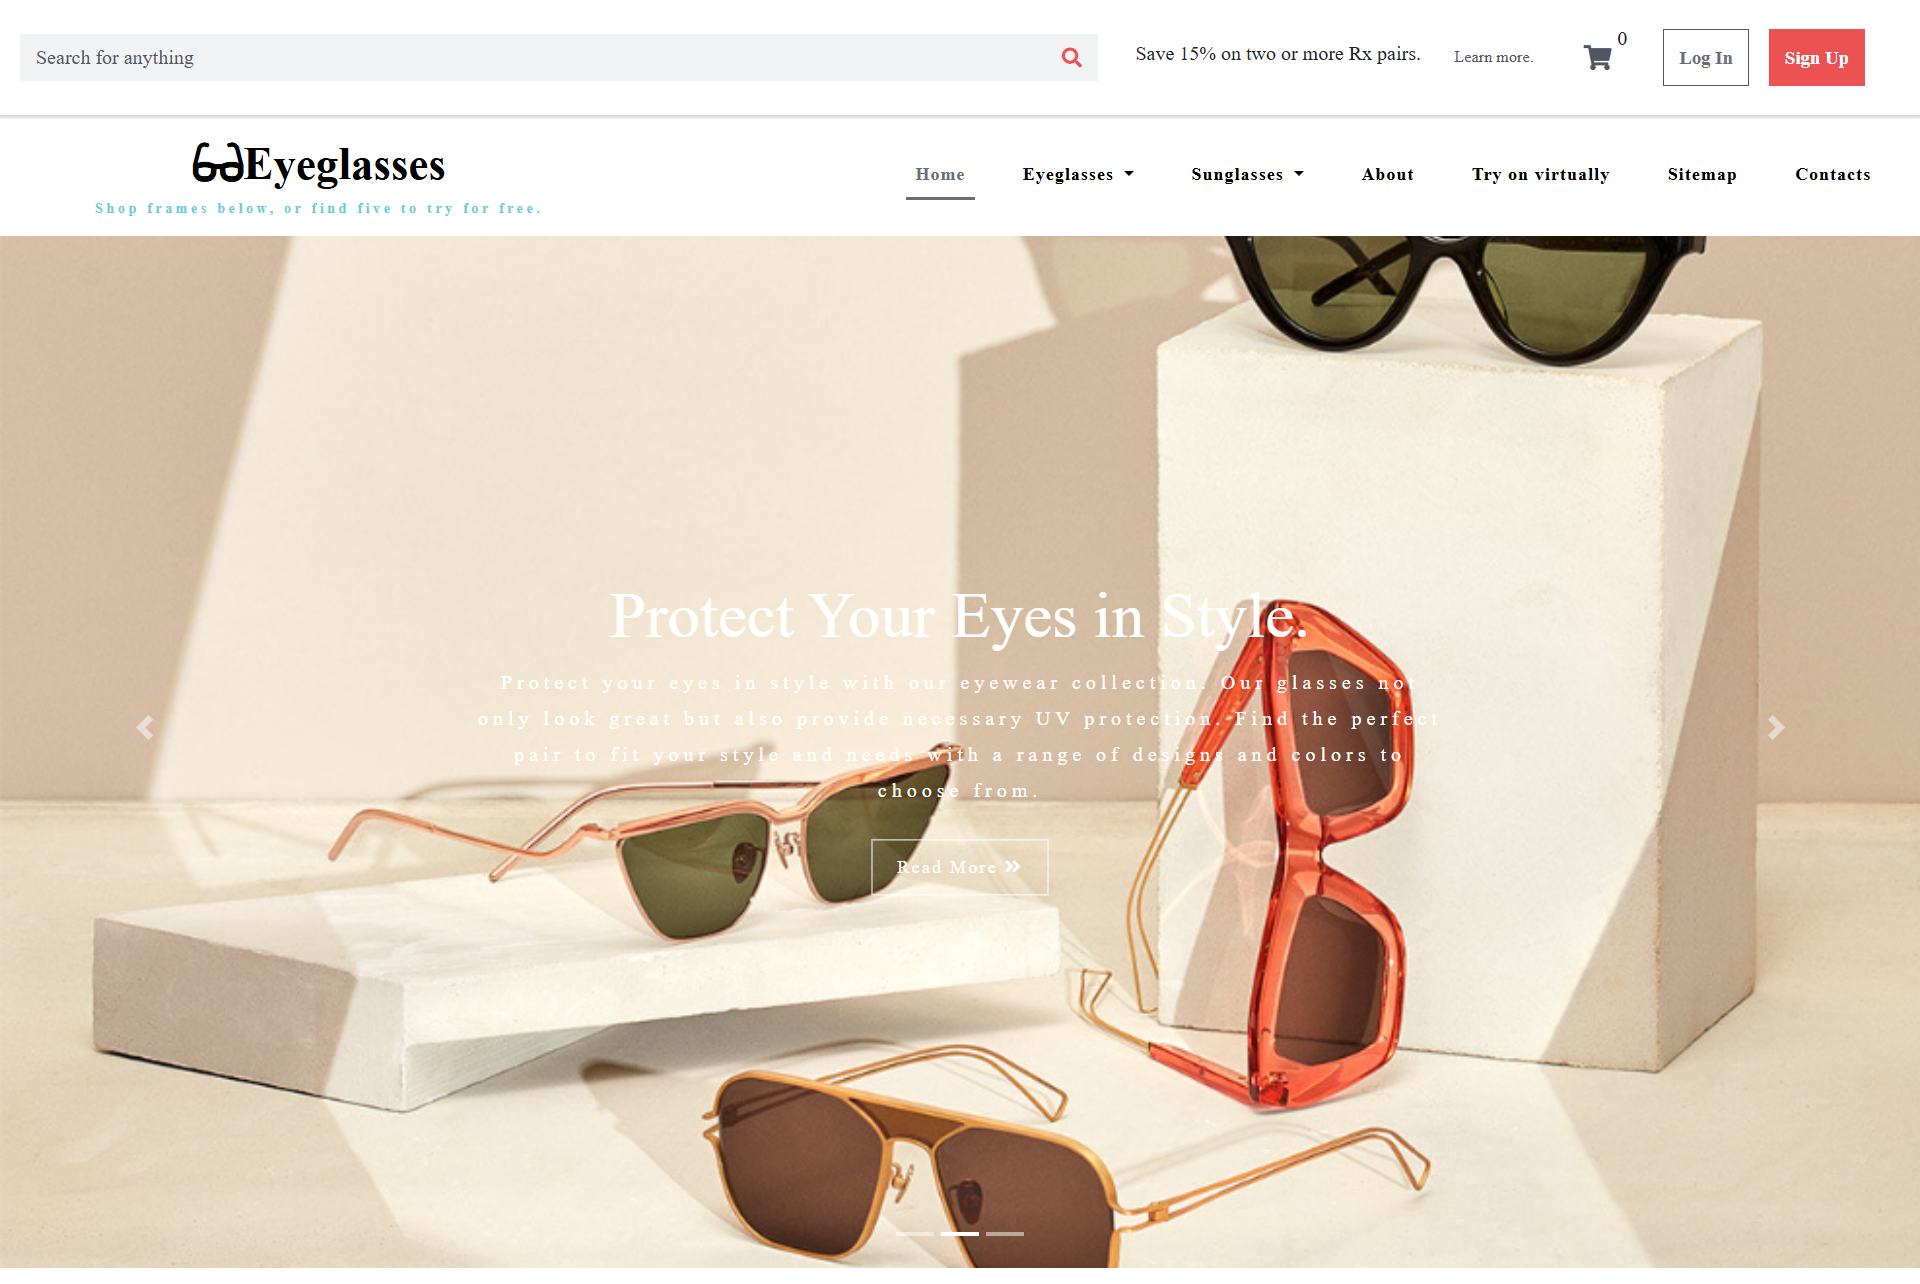 Search for anything
Save 15% on two or more Rx pairs.
Learn more.
0
Log In
Sign Up
Eyeglasses
Shop frames below, or find five to try for free.
Home
Eyeglasses
Sunglasses
About
Try on virtually
Sitemap
Contacts
Protect Your Eyes in Style.
Protect your eyes in style with our eyewear collection. Our glasses not
only look great but also provide necessary UV protection. Find the perfect
pair to fit your style and needs with a range of designs and colors to
choose from.
Read More »